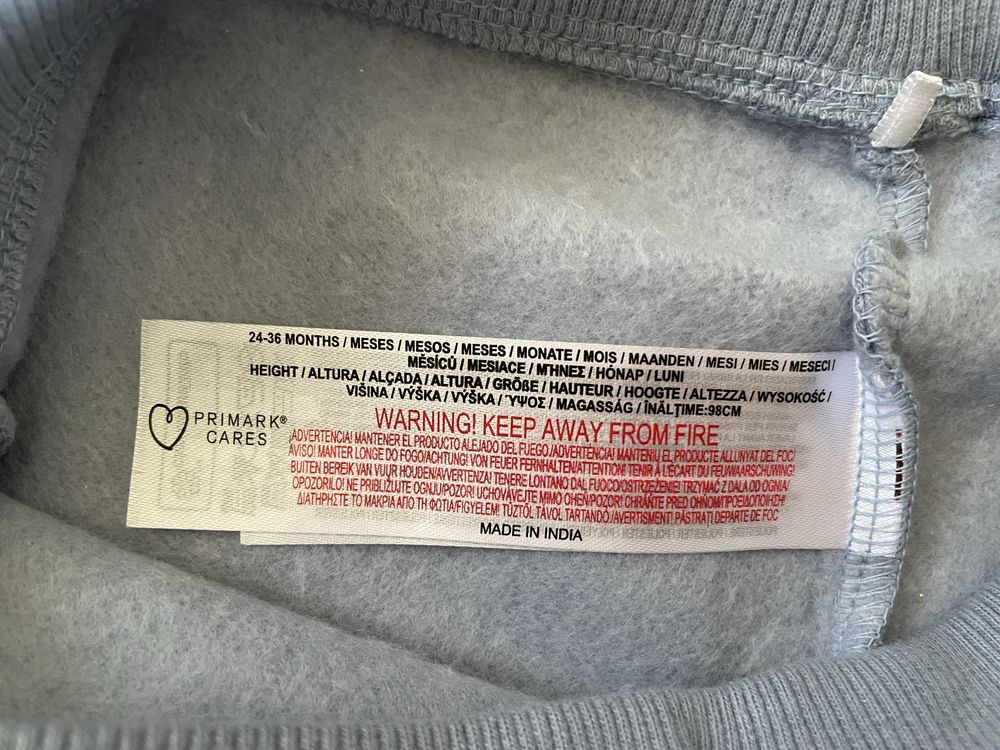 24-36 MONTHS / MESES / MESOS / MESES / MONATE / MOIS / MAANDEN / MESI / MIES / MESECI /
MĚSÍCŮ / MESIACE / ΜΉΝΕΣ / HÓNAP / LUNI
HEIGHT / ALTURA / ALÇADA / ALTURA / GRÖßE / HAUTEUR / HOOGTE / ALTEZZA / WYSOKOŚĆ /
VIŠINA / VÝŠKA / VÝŠKA / ΎΨΟΣ / MAGASSÁG / ÎNĂLŢIME:98CM
PRIMARK®
CARES
WARNING! KEEP AWAY FROM FIRE
¡ADVERTENCIA! MANTENER EL PRODUCTO ALEJADO DEL FUEGO./ADVERTENCIA! MANTENIU EL PRODUCTE ALLUNYAT DEL FOC/
AVISO! MANTER LONGE DO FOGO/ACHTUNG! VON FEUER FERNHALTEN/ATTENTION! TENIR À L'ÉCART DU FEU/WAARSCHUWING!
BUITEN BEREIK VAN VUUR HOUDEN/AVVERTENZA! TENERE LONTANO DAL FUOCO/OSTRZEŻENIE! TRZYMAĆ Z DALA OD OGNIA/
OPOZORILO! NE PRIBLIŽUJTE OGNJU/POZOR! UCHOVÁVEJTE MIMO OHEŇ/POZOR! CHRÁŇTE PRED OHŇOM/ΠΡΟΕΙΔΟΠΟΙΗΣΗ!
ΔΙΑΤΗΡΗΣΤΕ ΤΟ ΜΑΚΡΙΑ ΑΠΟ ΤΗ ΦΩΤΙΑ/FIGYELEM! TŰZTŐL TÁVOL TARTANDÓ/AVERTISMENT! PĂSTRAȚI DEPARTE DE FOC
MADE IN INDIA